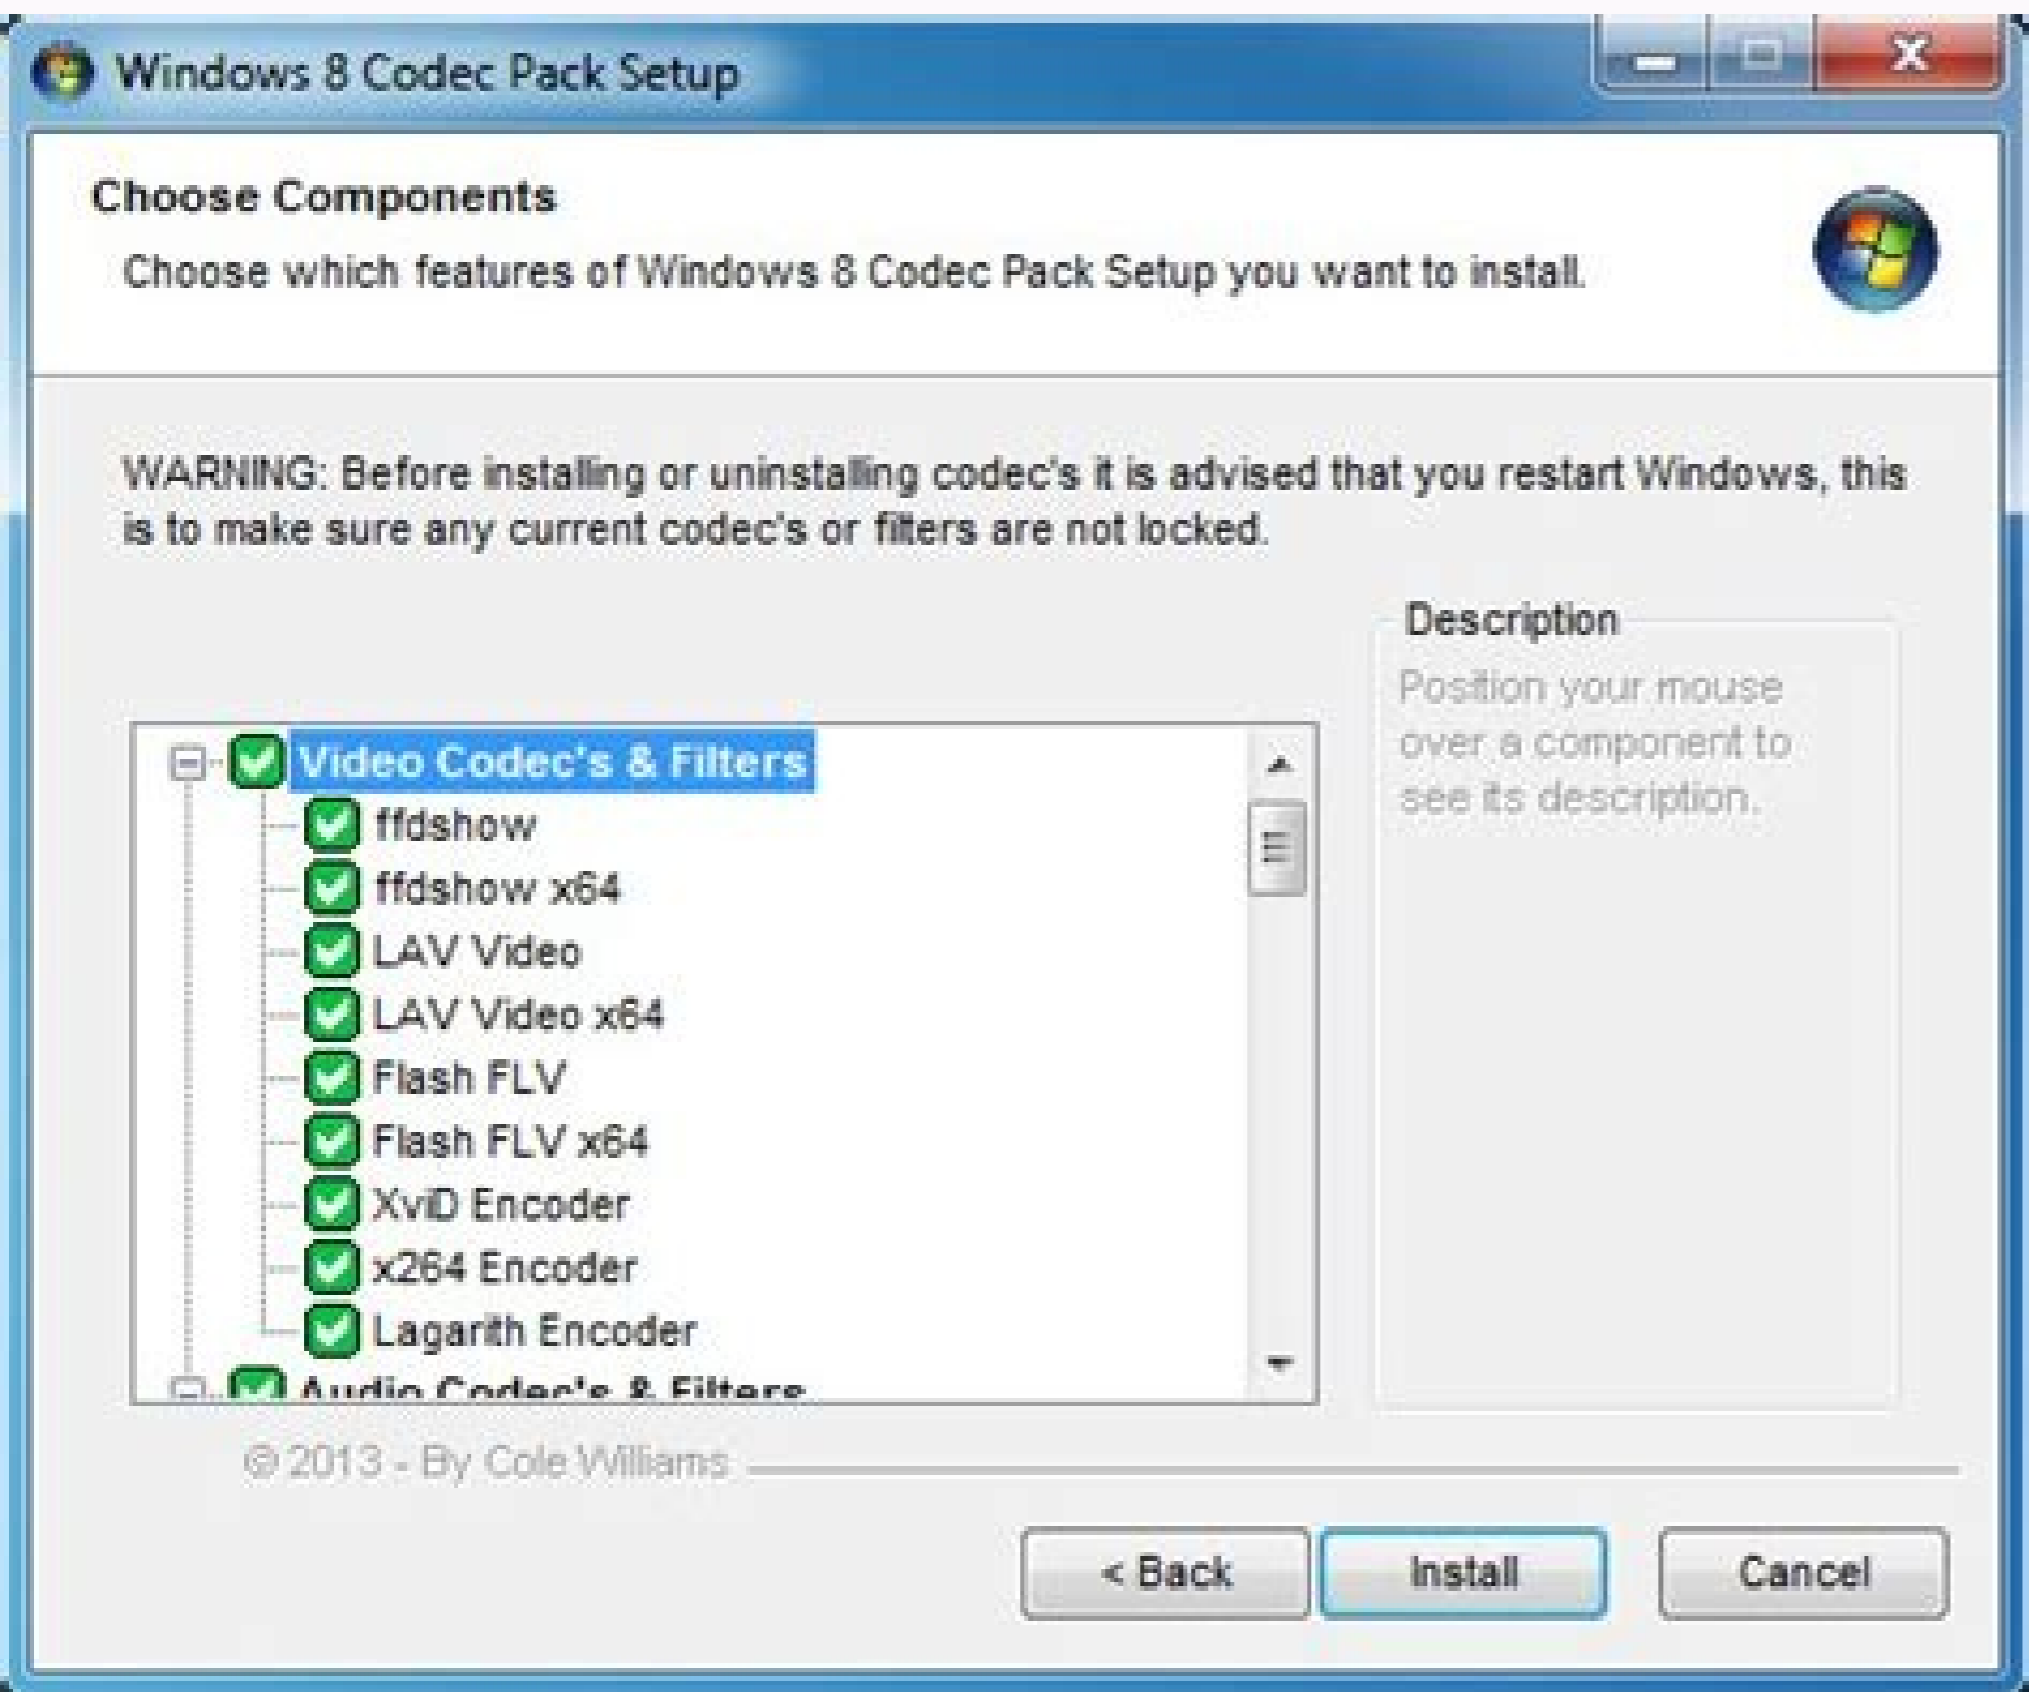 Windows 8 Codec Pack Setup
Choose Components
Choose which features of Windows 8 Codec Pack Setup you want to install.
WARNING: Before installing or uninstalling codec's it is advised that you restart Windows, this
is to make sure any current codec's or filters are not locked.
Description
Position your mouse
over a component to
see its description.
Video Codec's & Filters
ffdshow
ffdshow x64
LAV Video
LAV Video x64
Flash FLV
Flash FLV x64
XviD Encoder
x264 Encoder
Lagarith Encoder
Audio Codec's & Filters
© 2013 - By Cole Williams
< Back
Install
Cancel